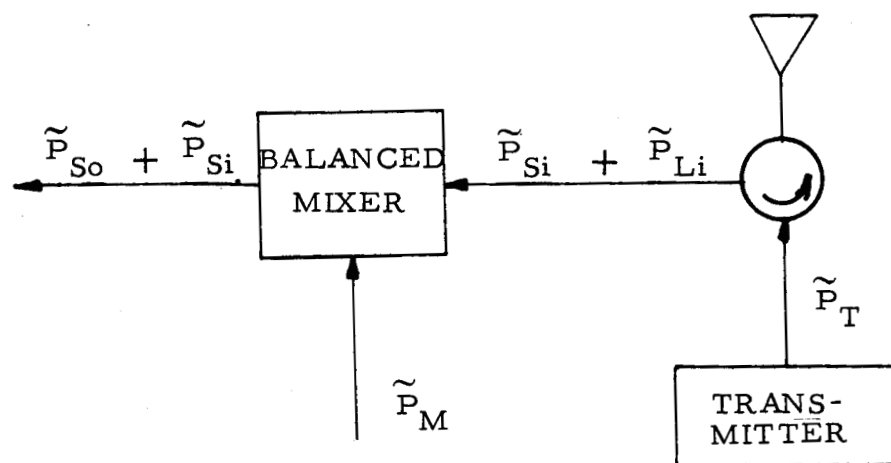 P̃So + P̃Si
BALANCED
MIXER
P̃Si + P̃Li
P̃T
P̃M
TRANS-
MITTER